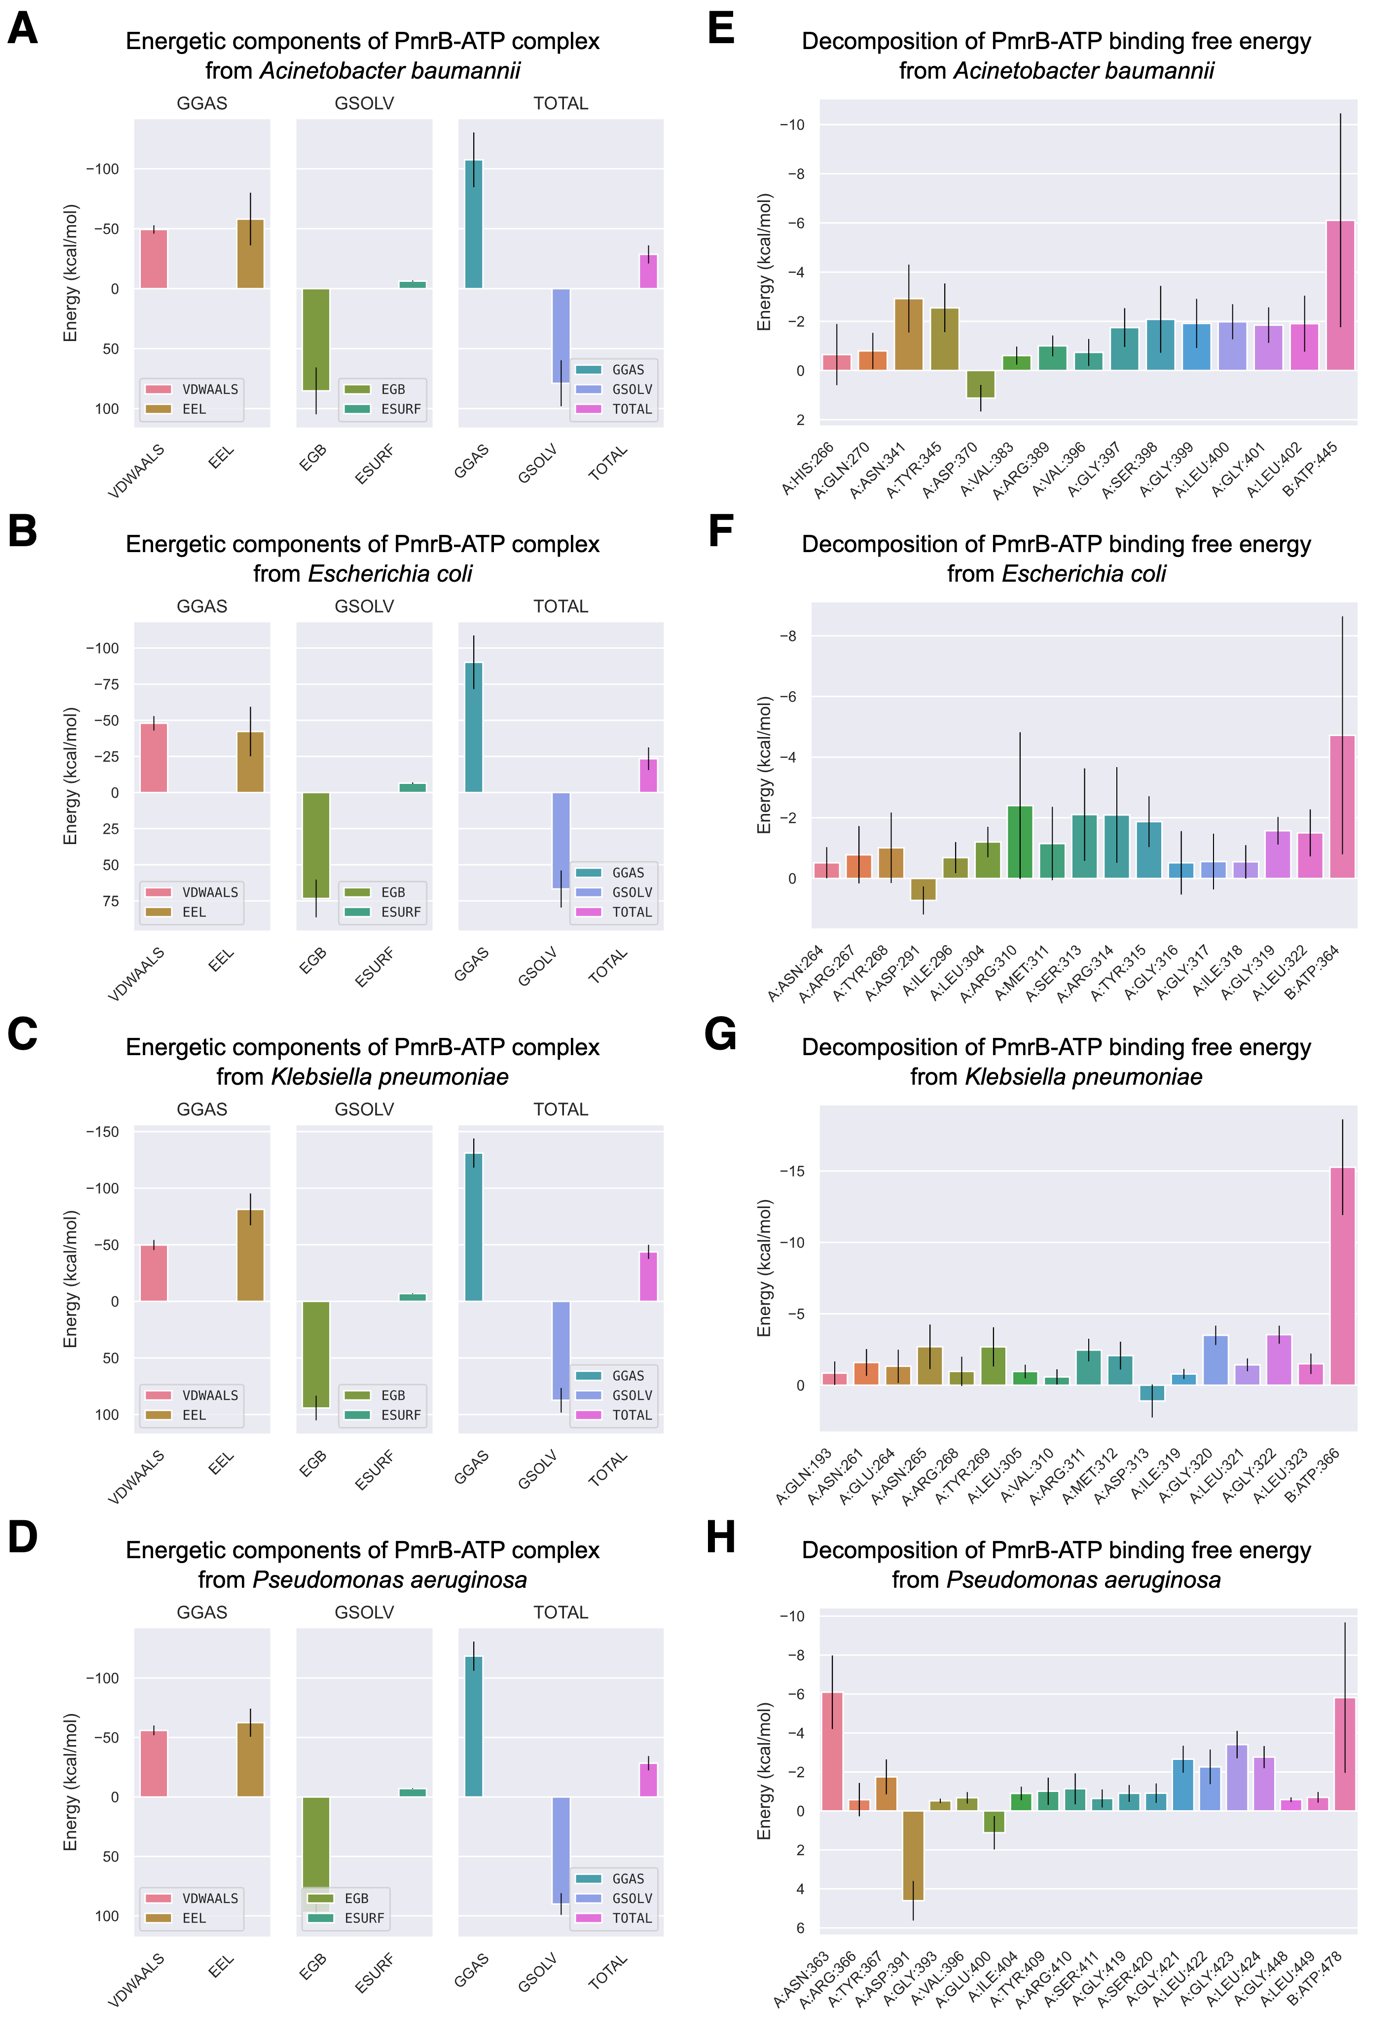 A
Energetic components of PmrB-ATP complex
from Acinetobacter baumannii
GGAS GSOLV TOTAL
Energy (kcal/mol)
−100
−50
0
50
100
VDWAALS
EEL
EGB
ESURF
GGAS
GSOLV
TOTAL
VDWAALS EEL EGB ESURF GGAS GSOLV TOTAL
E
Decomposition of PmrB-ATP binding free energy
from Acinetobacter baumannii
Energy (kcal/mol)
−10
−8
−6
−4
−2
0
2
A:HIS:266 A:GLN:270 A:ASN:341 A:TYR:345 A:ASP:370 A:VAL:383 A:ARG:389 A:VAL:396 A:GLY:397 A:SER:398 A:GLY:399 A:LEU:400 A:GLY:401 A:LEU:402 B:ATP:445
B
Energetic components of PmrB-ATP complex
from Escherichia coli
GGAS GSOLV TOTAL
Energy (kcal/mol)
−100
−75
−50
−25
0
25
50
75
VDWAALS
EEL
EGB
ESURF
GGAS
GSOLV
TOTAL
VDWAALS EEL EGB ESURF GGAS GSOLV TOTAL
F
Decomposition of PmrB-ATP binding free energy
from Escherichia coli
Energy (kcal/mol)
−8
−6
−4
−2
0
A:ASN:264 A:ARG:267 A:TYR:268 A:ASP:291 A:ILE:296 A:LEU:304 A:ARG:310 A:MET:311 A:SER:313 A:ARG:314 A:TYR:315 A:GLY:316 A:GLY:317 A:ILE:318 A:GLY:319 A:LEU:322 B:ATP:364
C
Energetic components of PmrB-ATP complex
from Klebsiella pneumoniae
GGAS GSOLV TOTAL
Energy (kcal/mol)
−150
−100
−50
0
50
100
VDWAALS
EEL
EGB
ESURF
GGAS
GSOLV
TOTAL
VDWAALS EEL EGB ESURF GGAS GSOLV TOTAL
G
Decomposition of PmrB-ATP binding free energy
from Klebsiella pneumoniae
Energy (kcal/mol)
−15
−10
−5
0
A:GLN:193 A:ASN:261 A:GLU:264 A:ASN:265 A:ARG:268 A:TYR:269 A:LEU:305 A:VAL:310 A:ARG:311 A:MET:312 A:ASP:313 A:ILE:319 A:GLY:320 A:LEU:321 A:GLY:322 A:LEU:323 B:ATP:366
D
Energetic components of PmrB-ATP complex
from Pseudomonas aeruginosa
GGAS GSOLV TOTAL
Energy (kcal/mol)
−100
−50
0
50
100
VDWAALS
EEL
EGB
ESURF
GGAS
GSOLV
TOTAL
VDWAALS EEL EGB ESURF GGAS GSOLV TOTAL
H
Decomposition of PmrB-ATP binding free energy
from Pseudomonas aeruginosa
Energy (kcal/mol)
−10
−8
−6
−4
−2
0
2
4
6
A:ASN:363 A:ARG:366 A:TYR:367 A:ASP:391 A:GLY:393 A:VAL:396 A:GLU:400 A:ILE:404 A:TYR:409 A:ARG:410 A:SER:411 A:GLY:419 A:SER:420 A:GLY:421 A:LEU:422 A:GLY:423 A:LEU:424 A:GLY:448 A:LEU:449 B:ATP:478